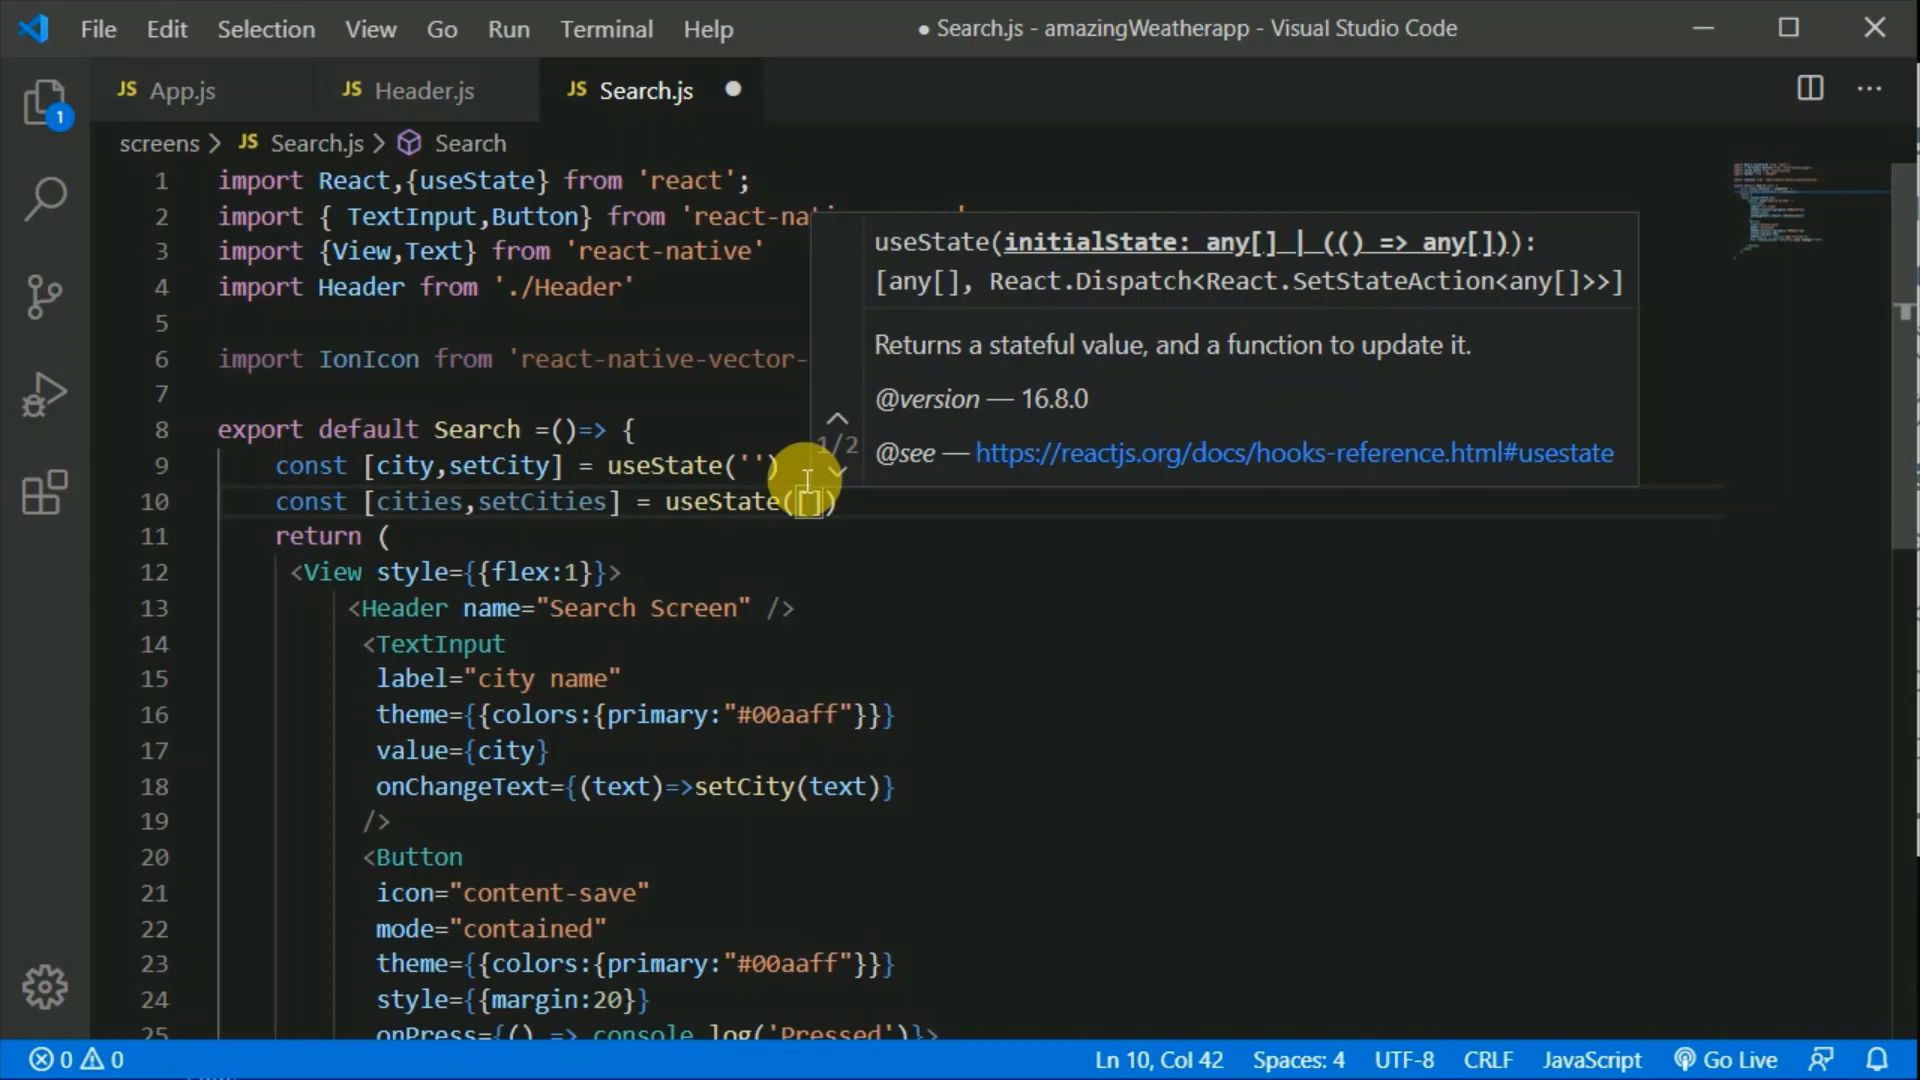 File Edit Selection View Go Run Terminal Help ● Search.js - amazingWeatherapp - Visual Studio Code
JS App.js JS Header.js JS Search.js
1
screens > JS Search.js > Search
1 import React,{useState} from 'react';
2 import { TextInput,Button} from 'react-na
3 import {View,Text} from 'react-native'
4 import Header from './Header'
5
6 import IonIcon from 'react-native-vector-
7
8 export default Search =()=> {
9 const [city,setCity] = useState('')
10 const [cities,setCities] = useState([])
11 return (
12 <View style={{flex:1}}>
13 <Header name="Search Screen" />
14 <TextInput
15 label="city name"
16 theme={{colors:{primary:"#00aaff"}}}
17 value={city}
18 onChangeText={(text)=>setCity(text)}
19 />
20 <Button
21 icon="content-save"
22 mode="contained"
23 theme={{colors:{primary:"#00aaff"}}}
24 style={{margin:20}}
25 onPress={() => console.log('Pressed')}>
useState(initialState: any[] | (() => any[])):
[any[], React.Dispatch<React.SetStateAction<any[]>>]
Returns a stateful value, and a function to update it.
@version — 16.8.0
1/2
@see — https://reactjs.org/docs/hooks-reference.html#usestate
0 0 Ln 10, Col 42 Spaces: 4 UTF-8 CRLF JavaScript Go Live